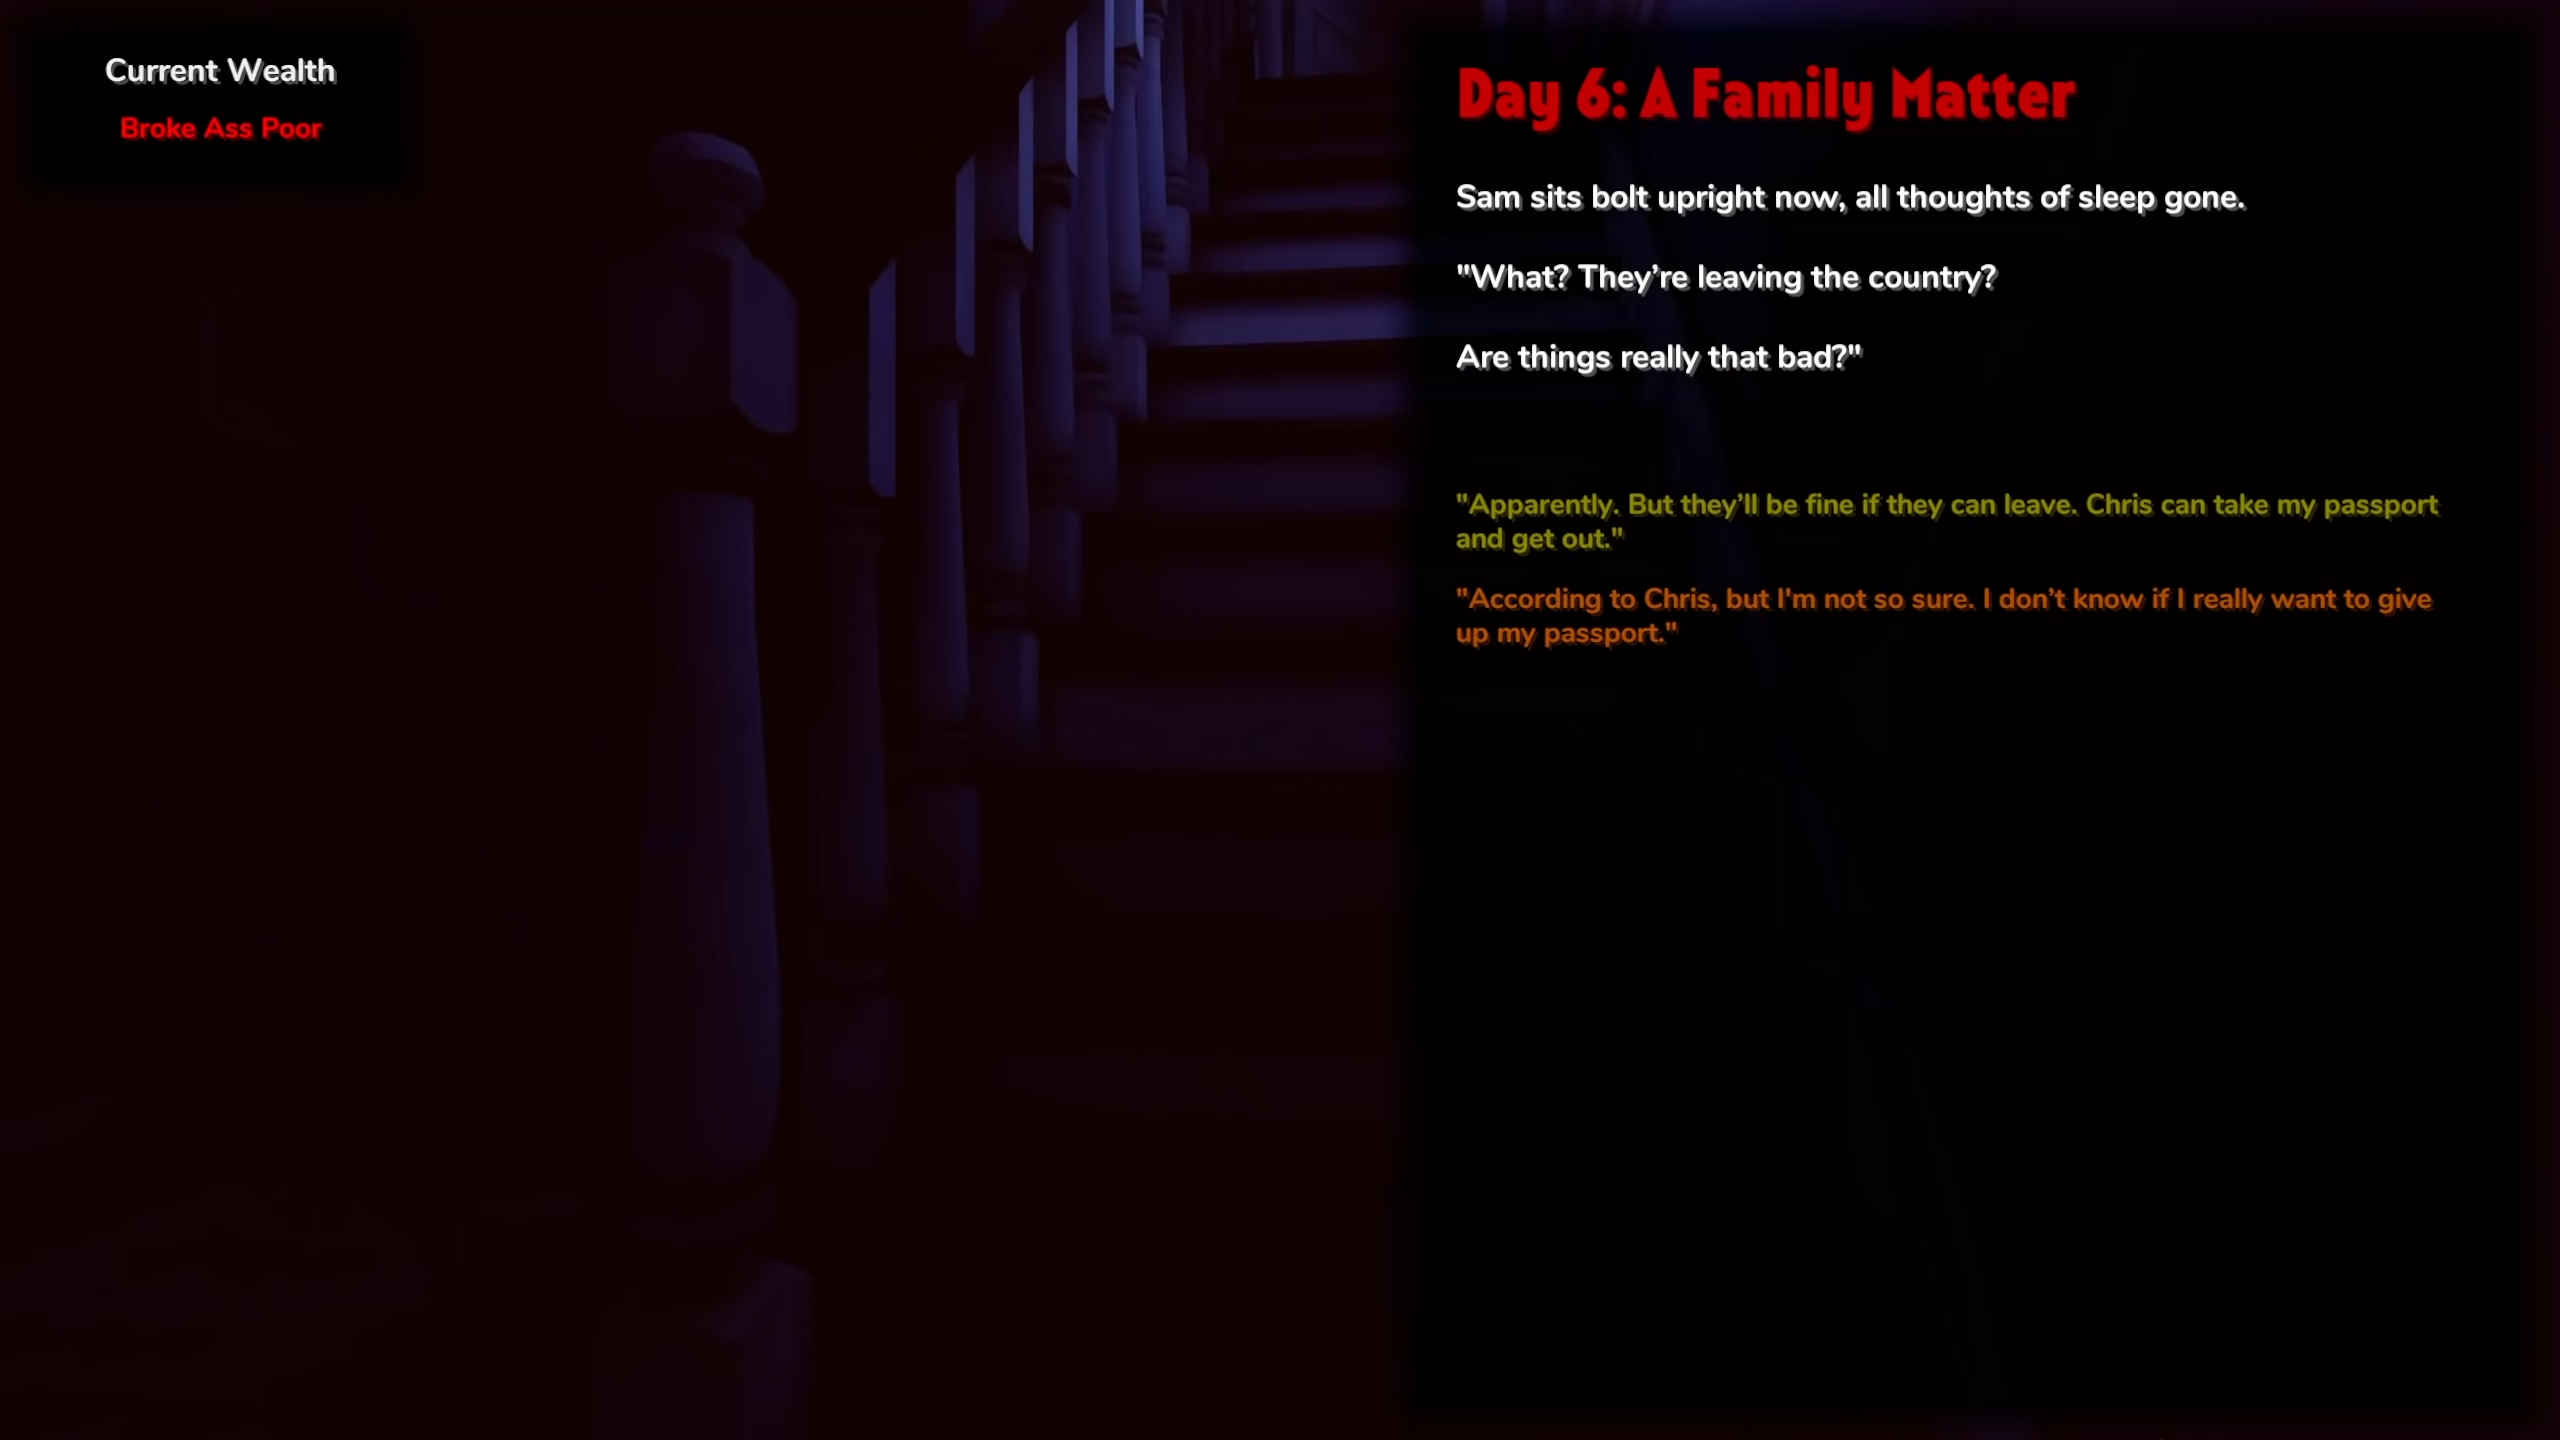 Current Wealth
Broke Ass Poor
Day 6: A Family Matter
Sam sits bolt upright now, all thoughts of sleep gone.
"What? They’re leaving the country?
Are things really that bad?"
"Apparently. But they’ll be fine if they can leave. Chris can take my passport
and get out."
"According to Chris, but I'm not so sure. I don’t know if I really want to give
up my passport."